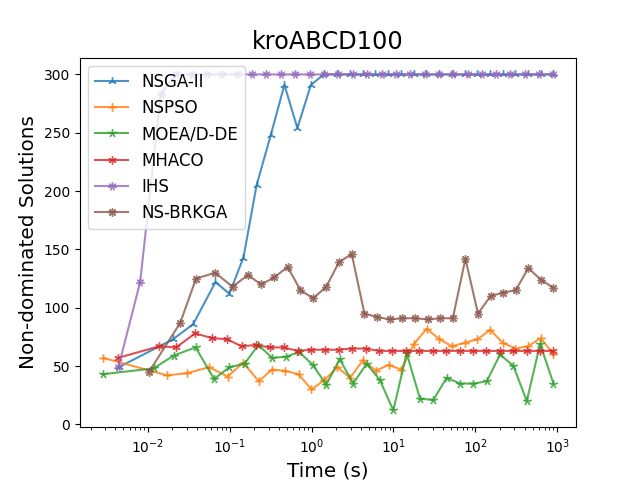 kroABCD100
Non-dominated Solutions
300
250
200
150
100
50
0
NSGA-II
NSPSO
MOEA/D-DE
MHACO
IHS
NS-BRKGA
10⁻² 10⁻¹ 10⁰ 10¹ 10² 10³
Time (s)